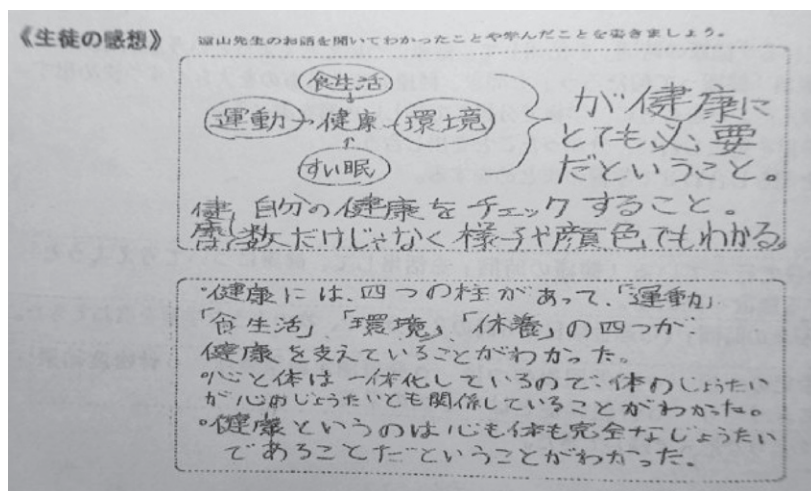 《生徒の感想》 遠山先生のお話を聞いてわかったことや学んだことを書きましょう。
食生活
運動 健康 環境
すい眠
が健康に
とても必要
だということ。
自分の健康をチェックすること。
数だけじゃなく様子や顔色でもわかる。
・健康には、四つの柱があって、「運動」
「食生活」、「環境」、「休養」の四つが
健康を支えていることがわかった。
・心と体は一体化しているので、体のじょうたい
が心のじょうたいとも関係していることがわかった。
・健康というのは心も体も完全なじょうたい
であることだということがわかった。